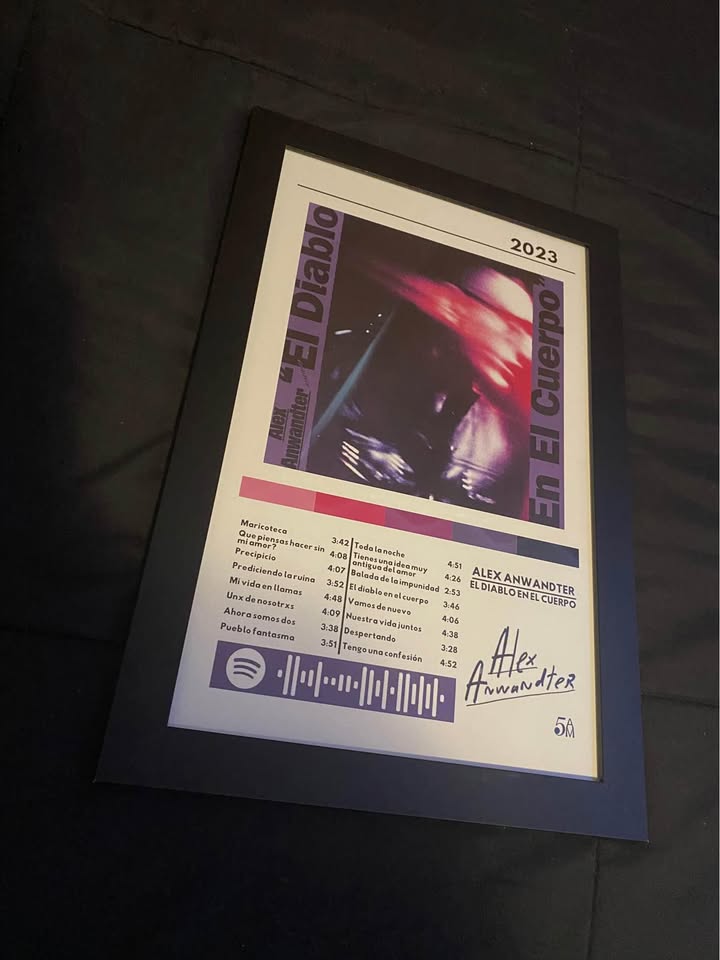 2023
Alex
Anwandter
“El Diablo
En El Cuerpo”
Maricoteca 3:42
Que piensas hacer sin
mi amor? 4:08
Precipicio 4:07
Prediciendo la ruina 3:52
Mi vida en llamas 4:48
Unx de nosotrxs 4:09
Ahora somos dos 3:38
Pueblo fantasma 3:51
Toda la noche 4:51
Tienes una idea muy
antigua del amor 4:26
Balada de la impunidad 2:53
El diablo en el cuerpo 3:46
Vamos de nuevo 4:06
Nuestra vida juntos 4:38
Despertando 3:28
Tengo una confesión 4:52
ALEX ANWANDTER
EL DIABLO EN EL CUERPO
Alex
Anwandter
5AM